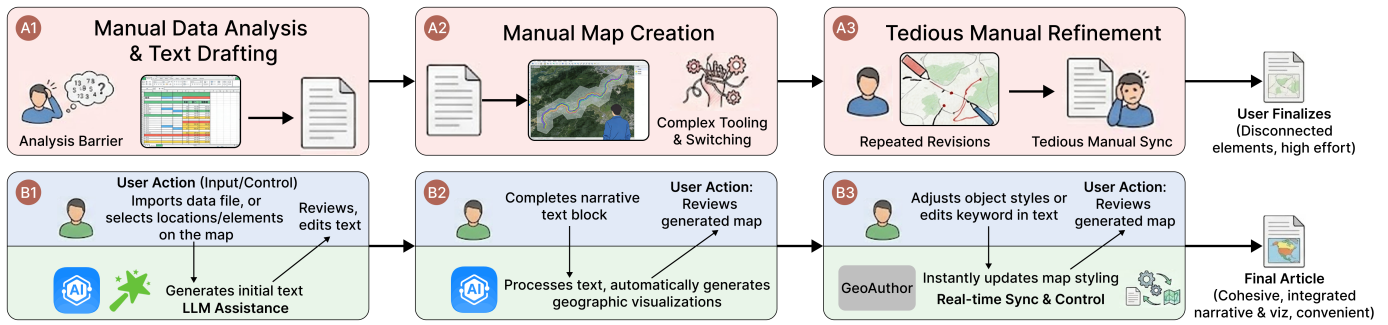 A1
Manual Data Analysis
& Text Drafting
Analysis Barrier
A2
Manual Map Creation
Complex Tooling
& Switching
A3
Tedious Manual Refinement
Repeated Revisions
Tedious Manual Sync
User Finalizes
(Disconnected
elements, high effort)
B1
User Action (Input/Control)
Imports data file, or
selects locations/elements
on the map
Reviews,
edits text
AI
Generates initial text
LLM Assistance
B2
Completes narrative
text block
User Action:
Reviews
generated map
AI
Processes text, automatically generates
geographic visualizations
B3
Adjusts object styles or
edits keyword in text
User Action:
Reviews
generated map
GeoAuthor
Instantly updates map styling
Real-time Sync & Control
Final Article
(Cohesive, integrated
narrative & viz, convenient)